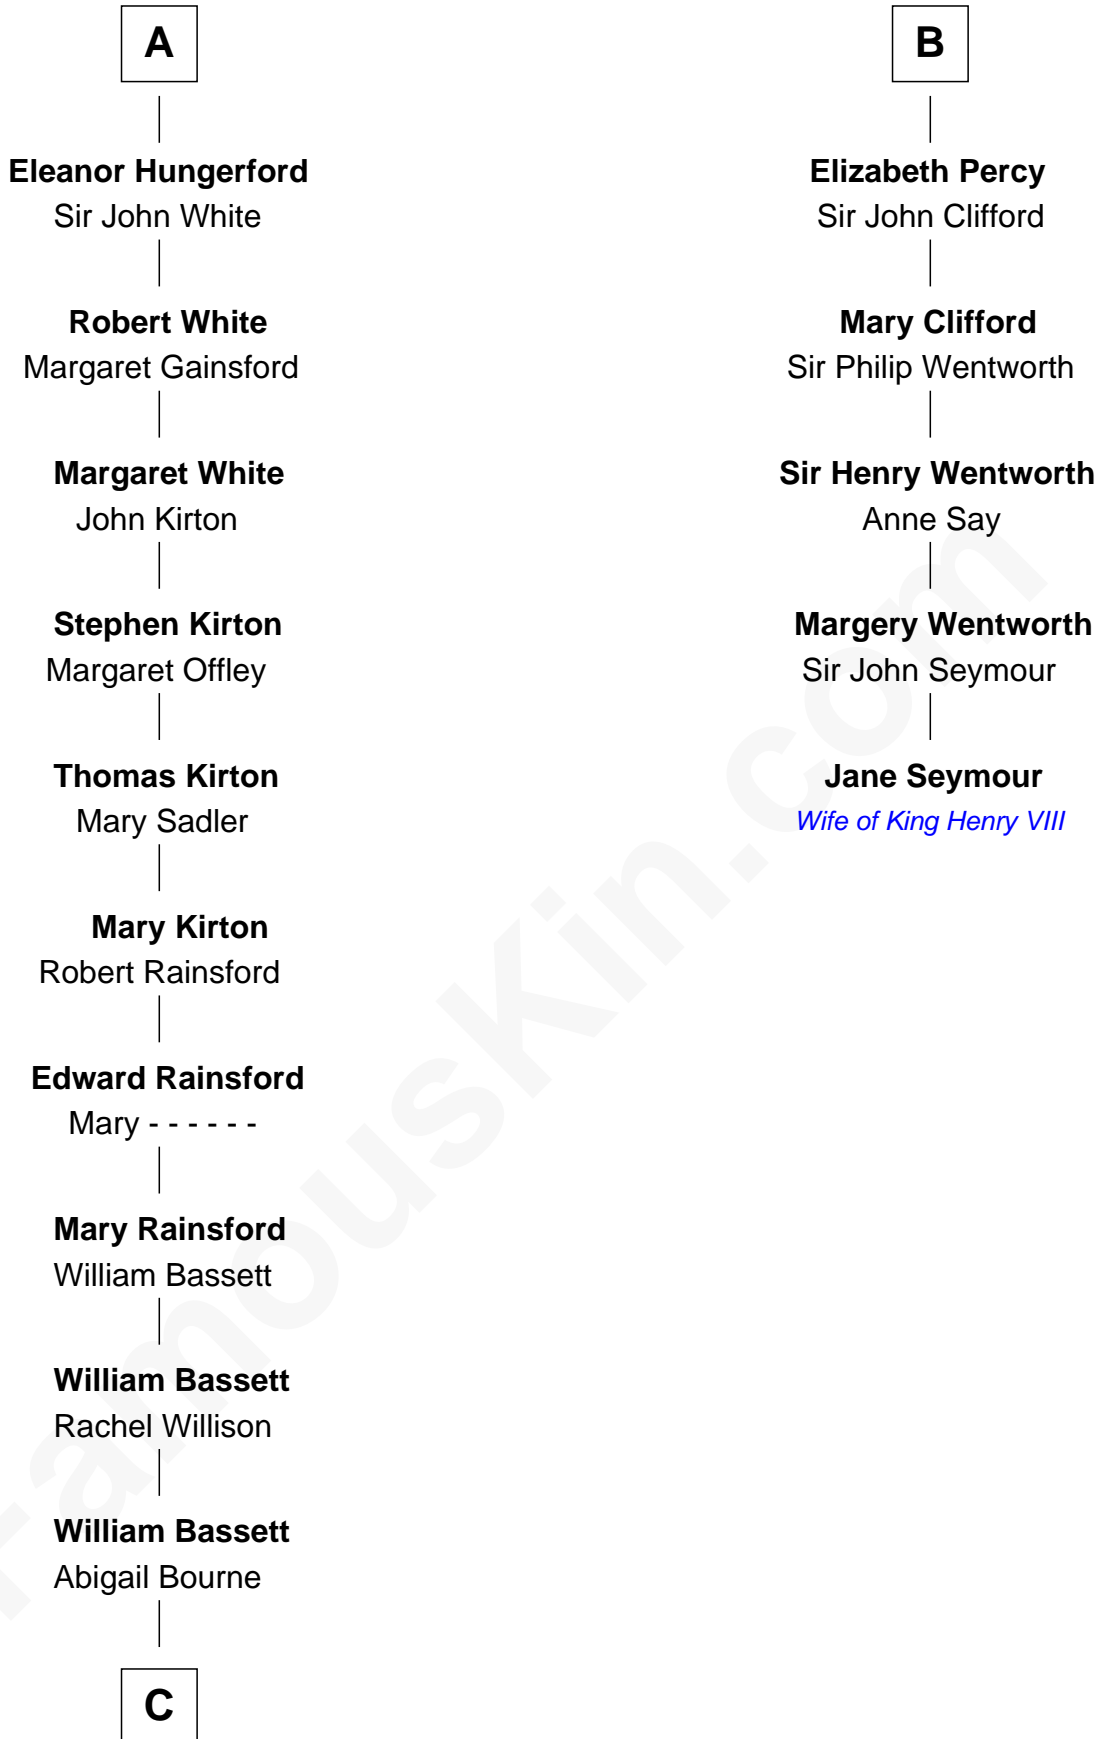 A
Eleanor Hungerford
Sir John White
Robert White
Margaret Gainsford
Margaret White
John Kirton
Stephen Kirton
Margaret Offley
Thomas Kirton
Mary Sadler
Mary Kirton
Robert Rainsford
Edward Rainsford
Mary - - - - - -
Mary Rainsford
William Bassett
William Bassett
Rachel Willison
William Bassett
Abigail Bourne
C
B
Elizabeth Percy
Sir John Clifford
Mary Clifford
Sir Philip Wentworth
Sir Henry Wentworth
Anne Say
Margery Wentworth
Sir John Seymour
Jane Seymour
Wife of King Henry VIII
FamousKin.com